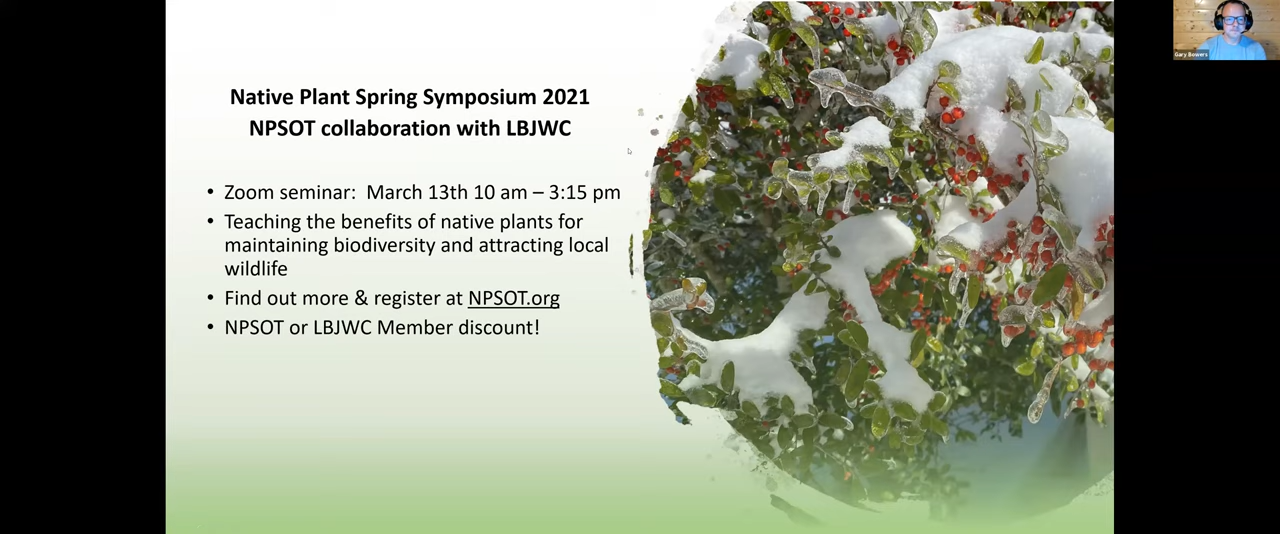 Native Plant Spring Symposium 2021
NPSOT collaboration with LBJWC
• Zoom seminar: March 13th 10 am – 3:15 pm
• Teaching the benefits of native plants for
maintaining biodiversity and attracting local
wildlife
• Find out more & register at NPSOT.org
• NPSOT or LBJWC Member discount!
Gary Bowers